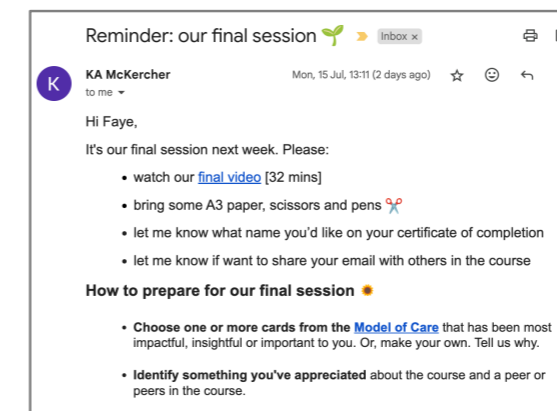 Reminder: our final session 🌱 Inbox ×
KA McKercher Mon, 15 Jul, 13:11 (2 days ago)
to me
K
Hi Faye,
It's our final session next week. Please:
• watch our final video [32 mins]
• bring some A3 paper, scissors and pens ✂️
• let me know what name you'd like on your certificate of completion
• let me know if want to share your email with others in the course
How to prepare for our final session 🌻
• Choose one or more cards from the Model of Care that has been most
impactful, insightful or important to you. Or, make your own. Tell us why.
• Identify something you've appreciated about the course and a peer or
peers in the course.